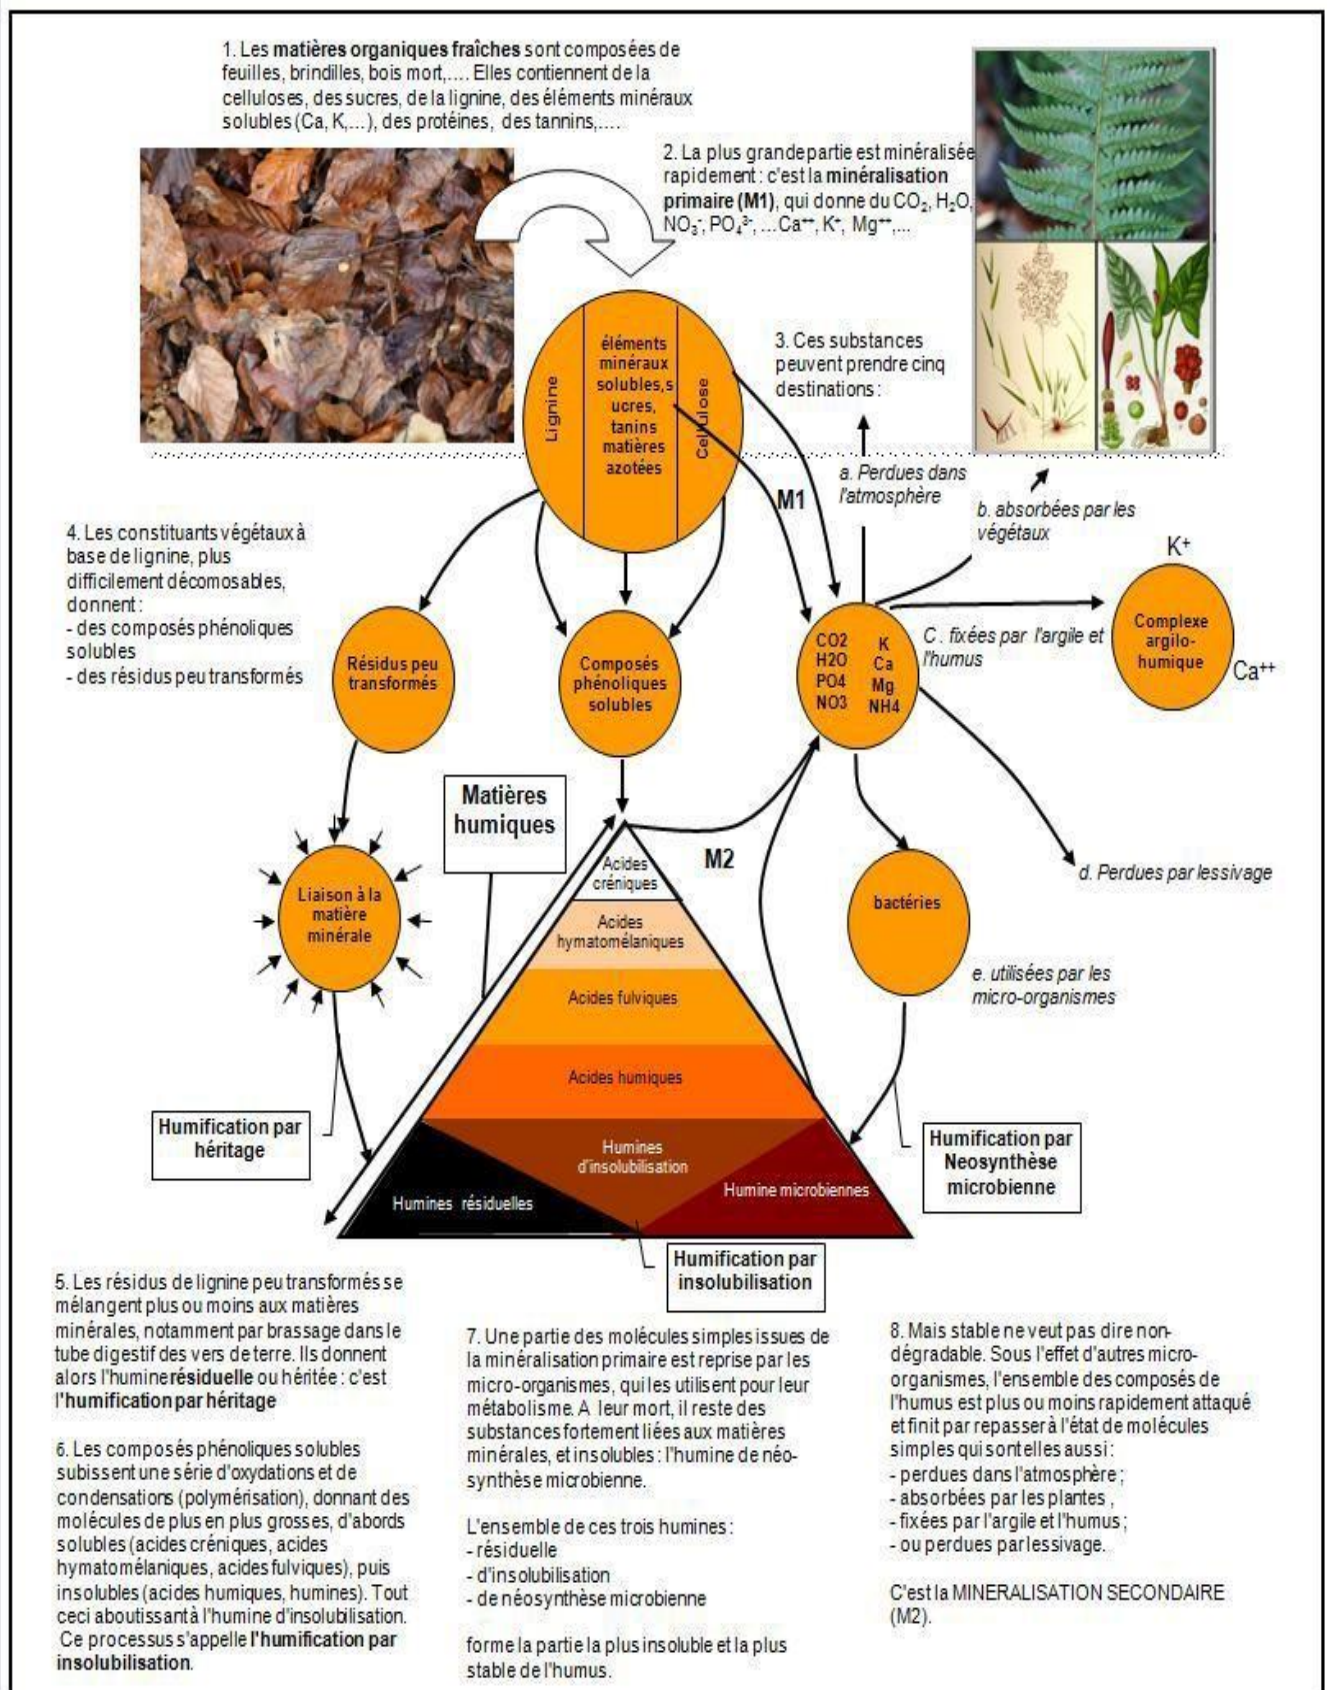 1. Les matières organiques fraîches sont composées de
feuilles, brindilles, bois mort,.... Elles contiennent de la
celluloses, des sucres, de la lignine, des éléments minéraux
solubles (Ca, K,...), des protéines, des tannins,....
2. La plus grande partie est minéralisée
rapidement : c'est la minéralisation
primaire (M1), qui donne du CO₂, H₂O,
NO₃⁻, PO₄³⁻, ...Ca⁺⁺, K⁺, Mg⁺⁺,...
Lignine
éléments
minéraux
solubles,s
ucres,
tanins
matières
azotées
Cellulose
3. Ces substances
peuvent prendre cinq
destinations :
M1
a. Perdues dans
l'atmosphère
b. absorbées par les
végétaux
4. Les constituants végétaux à
base de lignine, plus
difficilement décomosables,
donnent :
- des composés phénoliques
solubles
- des résidus peu transformés
Résidus peu
transformés
Composés
phénoliques
solubles
CO2 K
H2O Ca
PO4 Mg
NO3 NH4
C . fixées par l'argile et
l'humus
K⁺
Complexe
argilo-
humique
Ca⁺⁺
Matières
humiques
M2
d. Perdues par lessivage
Liaison à la
matière
minérale
bactéries
e. utilisées par les
micro-organismes
Acides
créniques
Acides
hymatomélaniques
Acides fulviques
Acides humiques
Humines
d'insolubilisation
Humines résiduelles
Humine microbiennes
Humification par
héritage
Humification par
Neosynthèse
microbienne
Humification par
insolubilisation
5. Les résidus de lignine peu transformés se
mélangent plus ou moins aux matières
minérales, notamment par brassage dans le
tube digestif des vers de terre. Ils donnent
alors l'humine résiduelle ou héritée : c'est
l'humification par héritage
6. Les composés phénoliques solubles
subissent une série d'oxydations et de
condensations (polymérisation), donnant des
molécules de plus en plus grosses, d'abords
solubles (acides créniques, acides
hymatomélaniques, acides fulviques), puis
insolubles (acides humiques, humines). Tout
ceci aboutissant à l'humine d'insolubilisation.
Ce processus s'appelle l'humification par
insolubilisation.
7. Une partie des molécules simples issues de
la minéralisation primaire est reprise par les
micro-organismes, qui les utilisent pour leur
métabolisme. A leur mort, il reste des
substances fortement liées aux matières
minérales, et insolubles : l'humine de néo-
synthèse microbienne.
L'ensemble de ces trois humines :
- résiduelle
- d'insolubilisation
- de néosynthèse microbienne
forme la partie la plus insoluble et la plus
stable de l'humus.
8. Mais stable ne veut pas dire non-
dégradable. Sous l'effet d'autres micro-
organismes, l'ensemble des composés de
l'humus est plus ou moins rapidement attaqué
et finit par repasser à l'état de molécules
simples qui sont elles aussi :
- perdues dans l'atmosphère ;
- absorbées par les plantes ,
- fixées par l'argile et l'humus ;
- ou perdues par lessivage.
C'est la MINERALISATION SECONDAIRE
(M2).